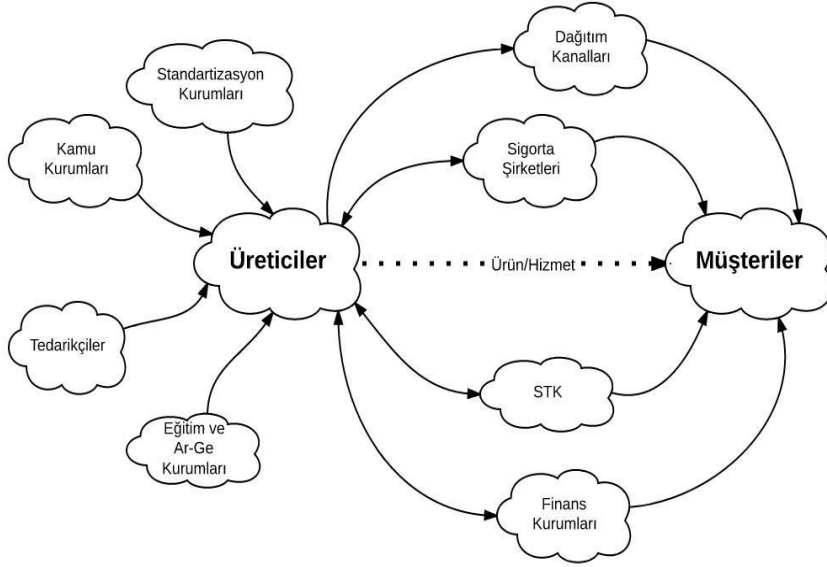 Dağıtım
Kanalları
Standartizasyon
Kurumları
Kamu
Kurumları
Sigorta
Şirketleri
Üreticiler
Ürün/Hizmet
Müşteriler
Tedarikçiler
STK
Eğitim ve
Ar-Ge
Kurumları
Finans
Kurumları